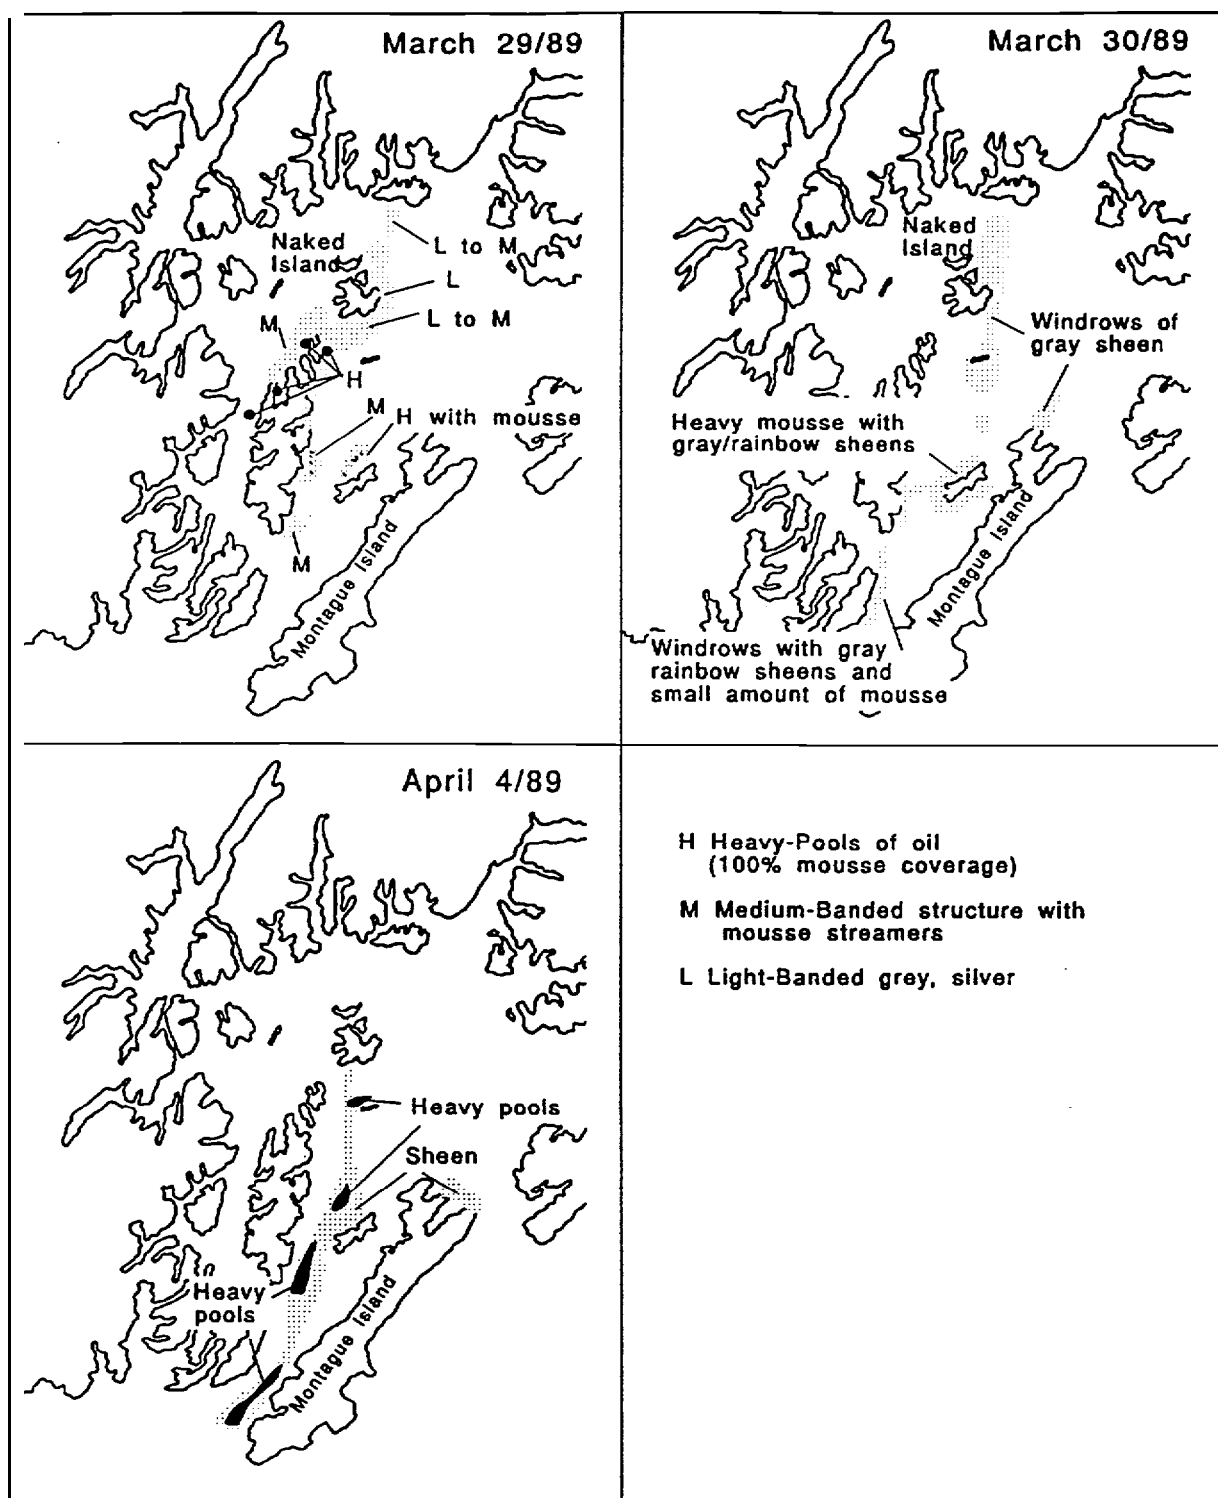 March 29/89
Naked
Island
L to M
L
L to M
M
H
M
H with mousse
M
Montague Island
March 30/89
Naked
Island
Windrows of
gray sheen
Heavy mousse with
gray/rainbow sheens
Montague Island
Windrows with gray
rainbow sheens and
small amount of mousse
April 4/89
Heavy pools
Sheen
Heavy
pools
Montague Island
H Heavy-Pools of oil
(100% mousse coverage)
M Medium-Banded structure with
mousse streamers
L Light-Banded grey, silver